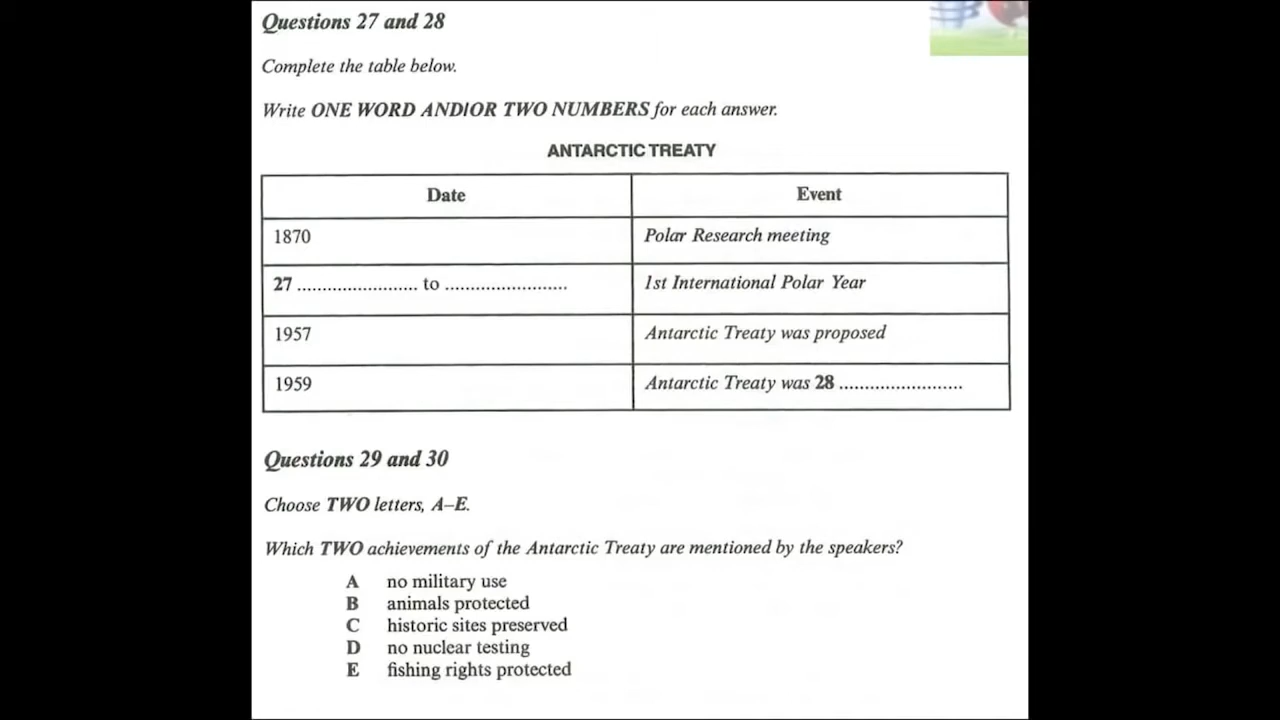 Questions 27 and 28
Complete the table below.
Write ONE WORD AND/OR TWO NUMBERS for each answer.
ANTARCTIC TREATY
Date Event
1870 Polar Research meeting
27 ........................ to ........................ 1st International Polar Year
1957 Antarctic Treaty was proposed
1959 Antarctic Treaty was 28 ........................
Questions 29 and 30
Choose TWO letters, A–E.
Which TWO achievements of the Antarctic Treaty are mentioned by the speakers?
A no military use
B animals protected
C historic sites preserved
D no nuclear testing
E fishing rights protected